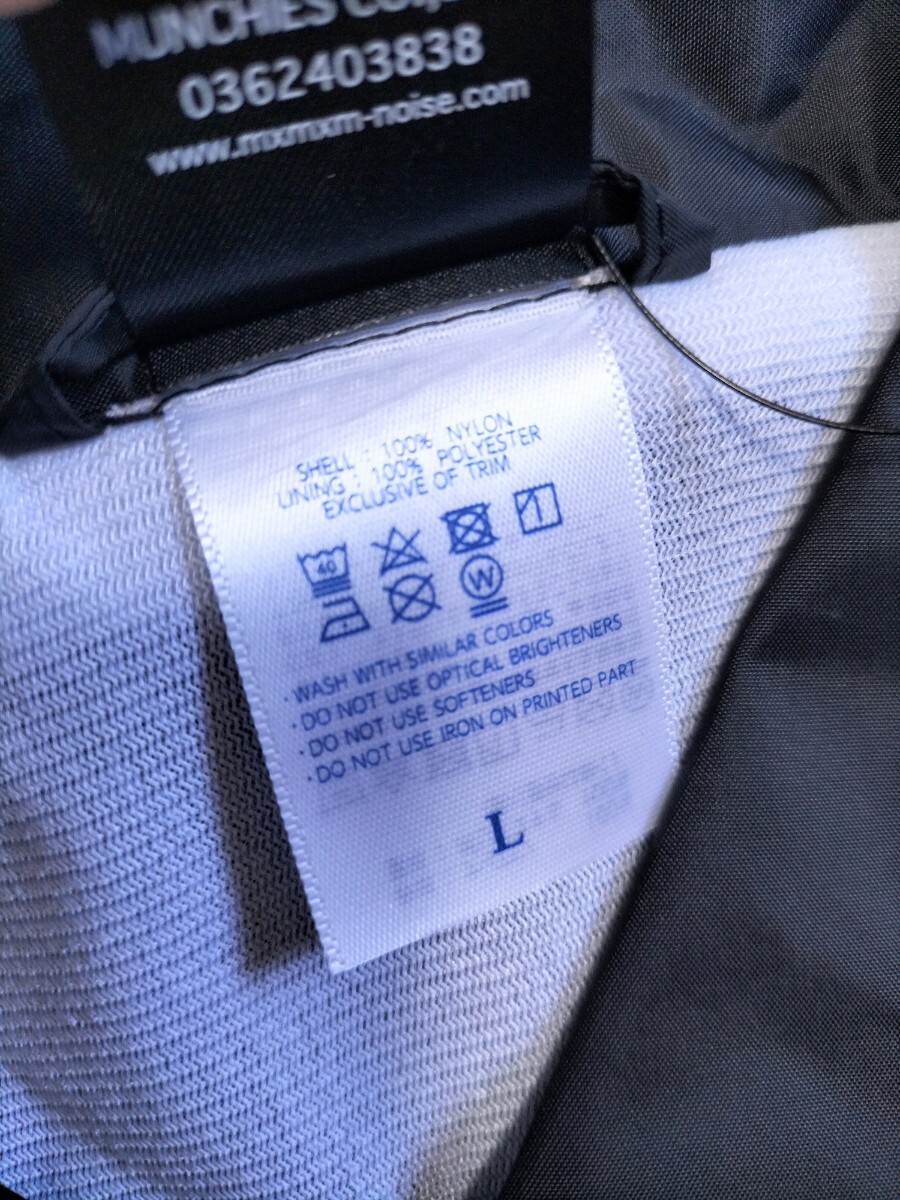 MUNCHIES
0362403838
www.mxmxm-noise.com
SHELL : 100% NYLON
LINING : 100% POLYESTER
EXCLUSIVE OF TRIM
40
W
· WASH WITH SIMILAR COLORS
· DO NOT USE OPTICAL BRIGHTENERS
· DO NOT USE SOFTENERS
· DO NOT USE IRON ON PRINTED PART
L